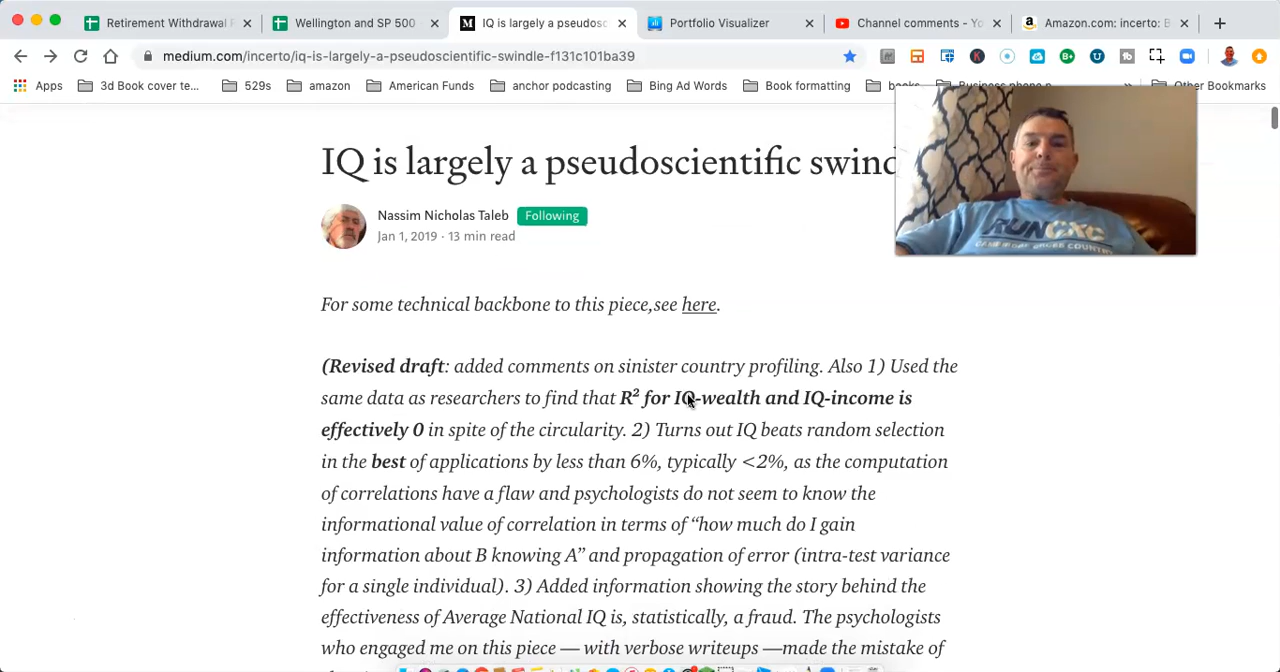 Retirement Withdrawal
Wellington and SP 500
IQ is largely a pseudosc
Portfolio Visualizer
Channel comments - Yo
Amazon.com: incerto: B
medium.com/incerto/iq-is-largely-a-pseudoscientific-swindle-f131c101ba39
Apps
3d Book cover te...
529s
amazon
American Funds
anchor podcasting
Bing Ad Words
Book formatting
books
Other Bookmarks
IQ is largely a pseudoscientific swind
Nassim Nicholas Taleb Following
Jan 1, 2019 · 13 min read
RUN CXC
For some technical backbone to this piece,see here.
(Revised draft: added comments on sinister country profiling. Also 1) Used the
same data as researchers to find that R² for IQ-wealth and IQ-income is
effectively 0 in spite of the circularity. 2) Turns out IQ beats random selection
in the best of applications by less than 6%, typically <2%, as the computation
of correlations have a flaw and psychologists do not seem to know the
informational value of correlation in terms of “how much do I gain
information about B knowing A” and propagation of error (intra-test variance
for a single individual). 3) Added information showing the story behind the
effectiveness of Average National IQ is, statistically, a fraud. The psychologists
who engaged me on this piece — with verbose writeups —made the mistake of